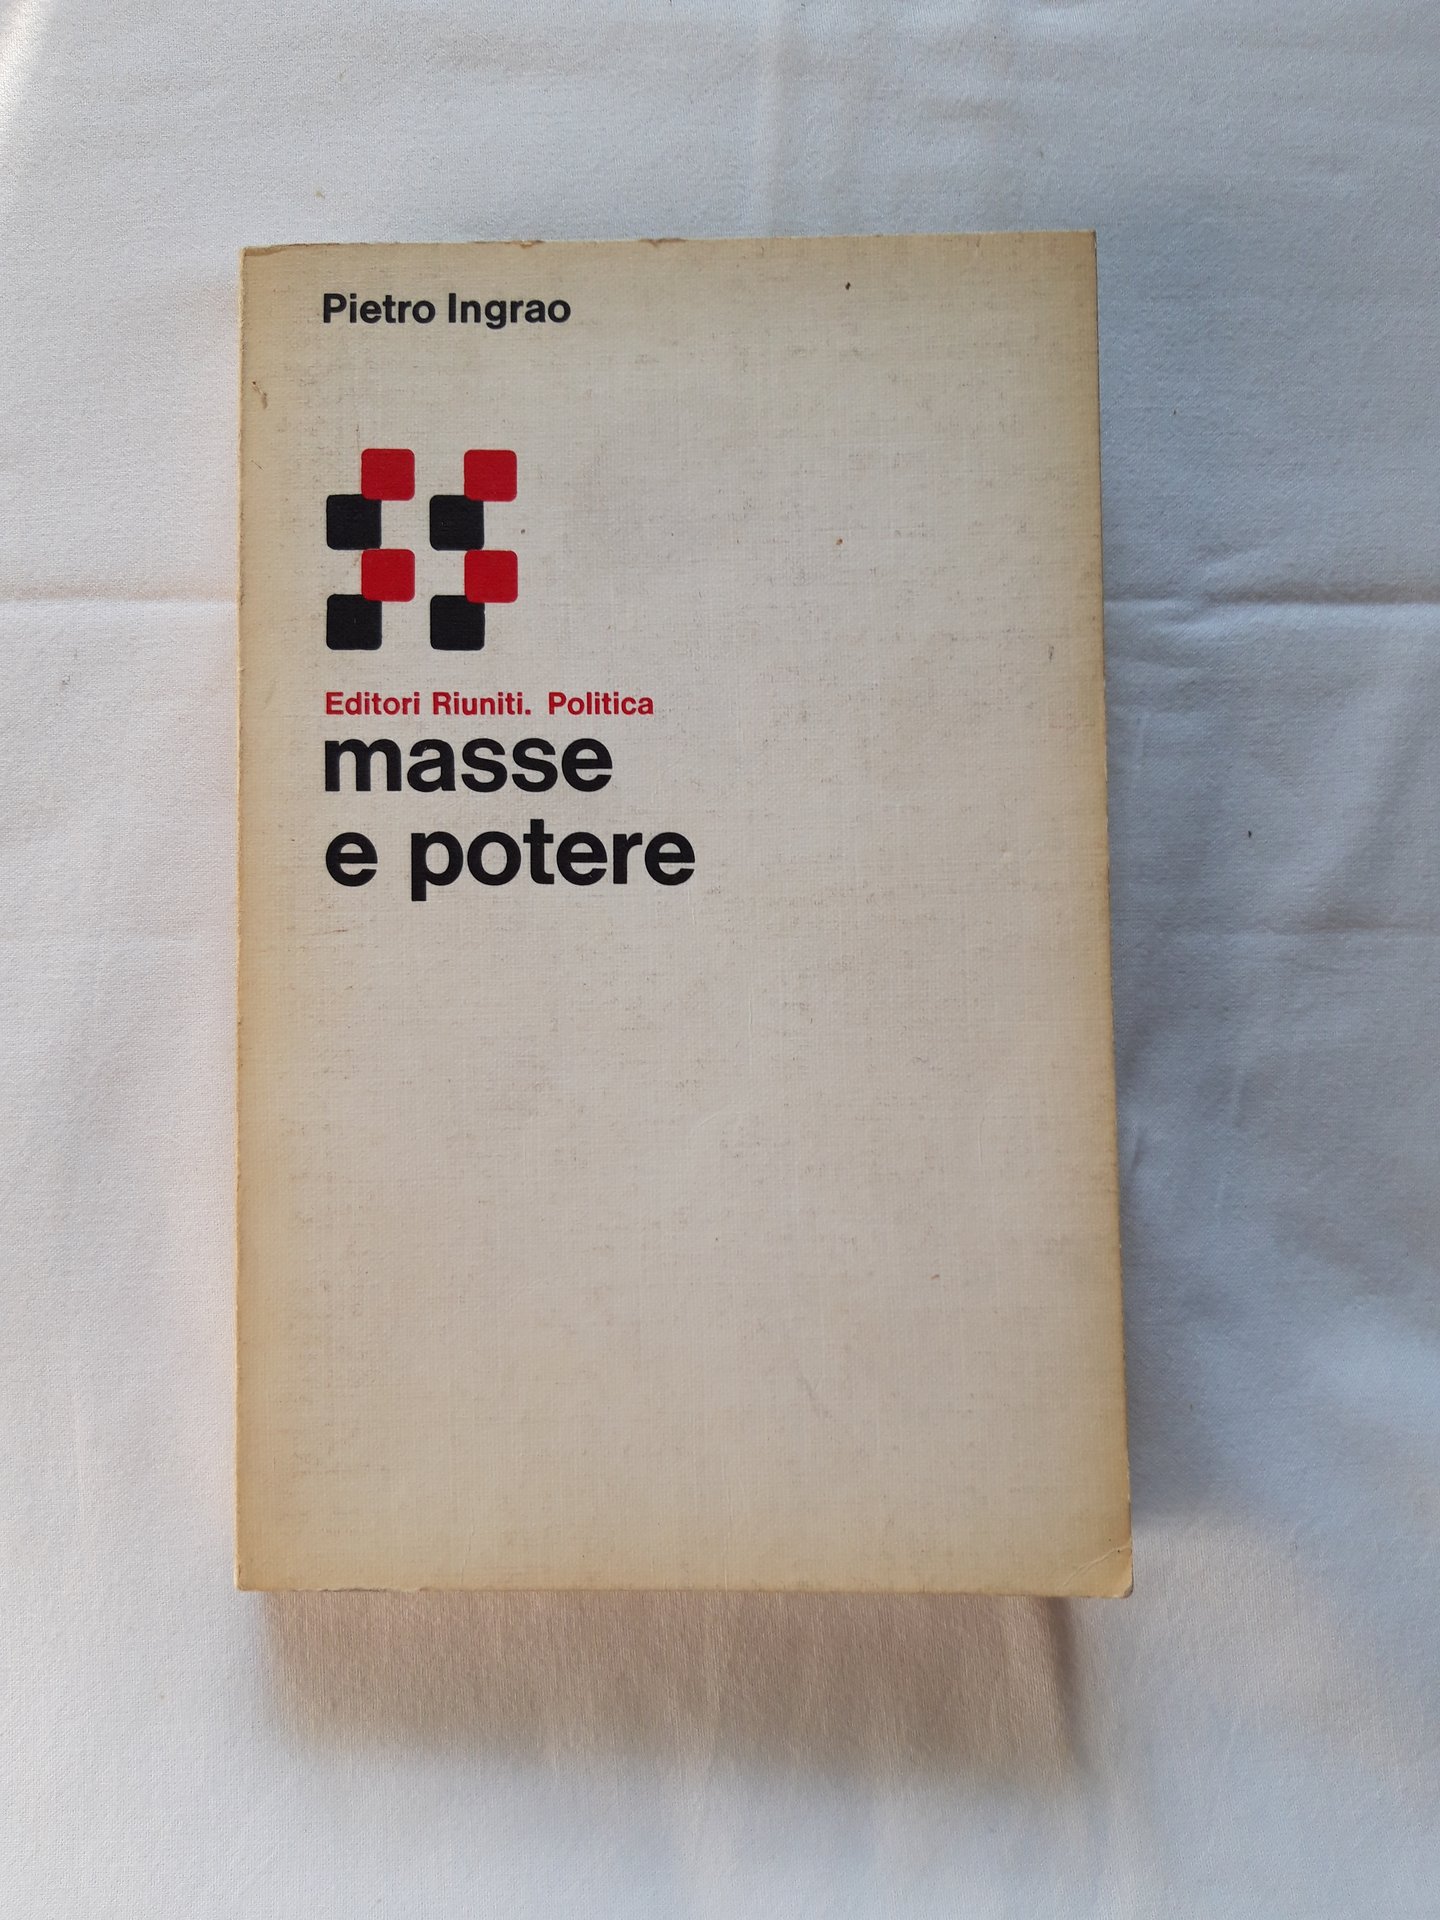 Pietro Ingrao
Editori Riuniti. Politica
masse
e potere